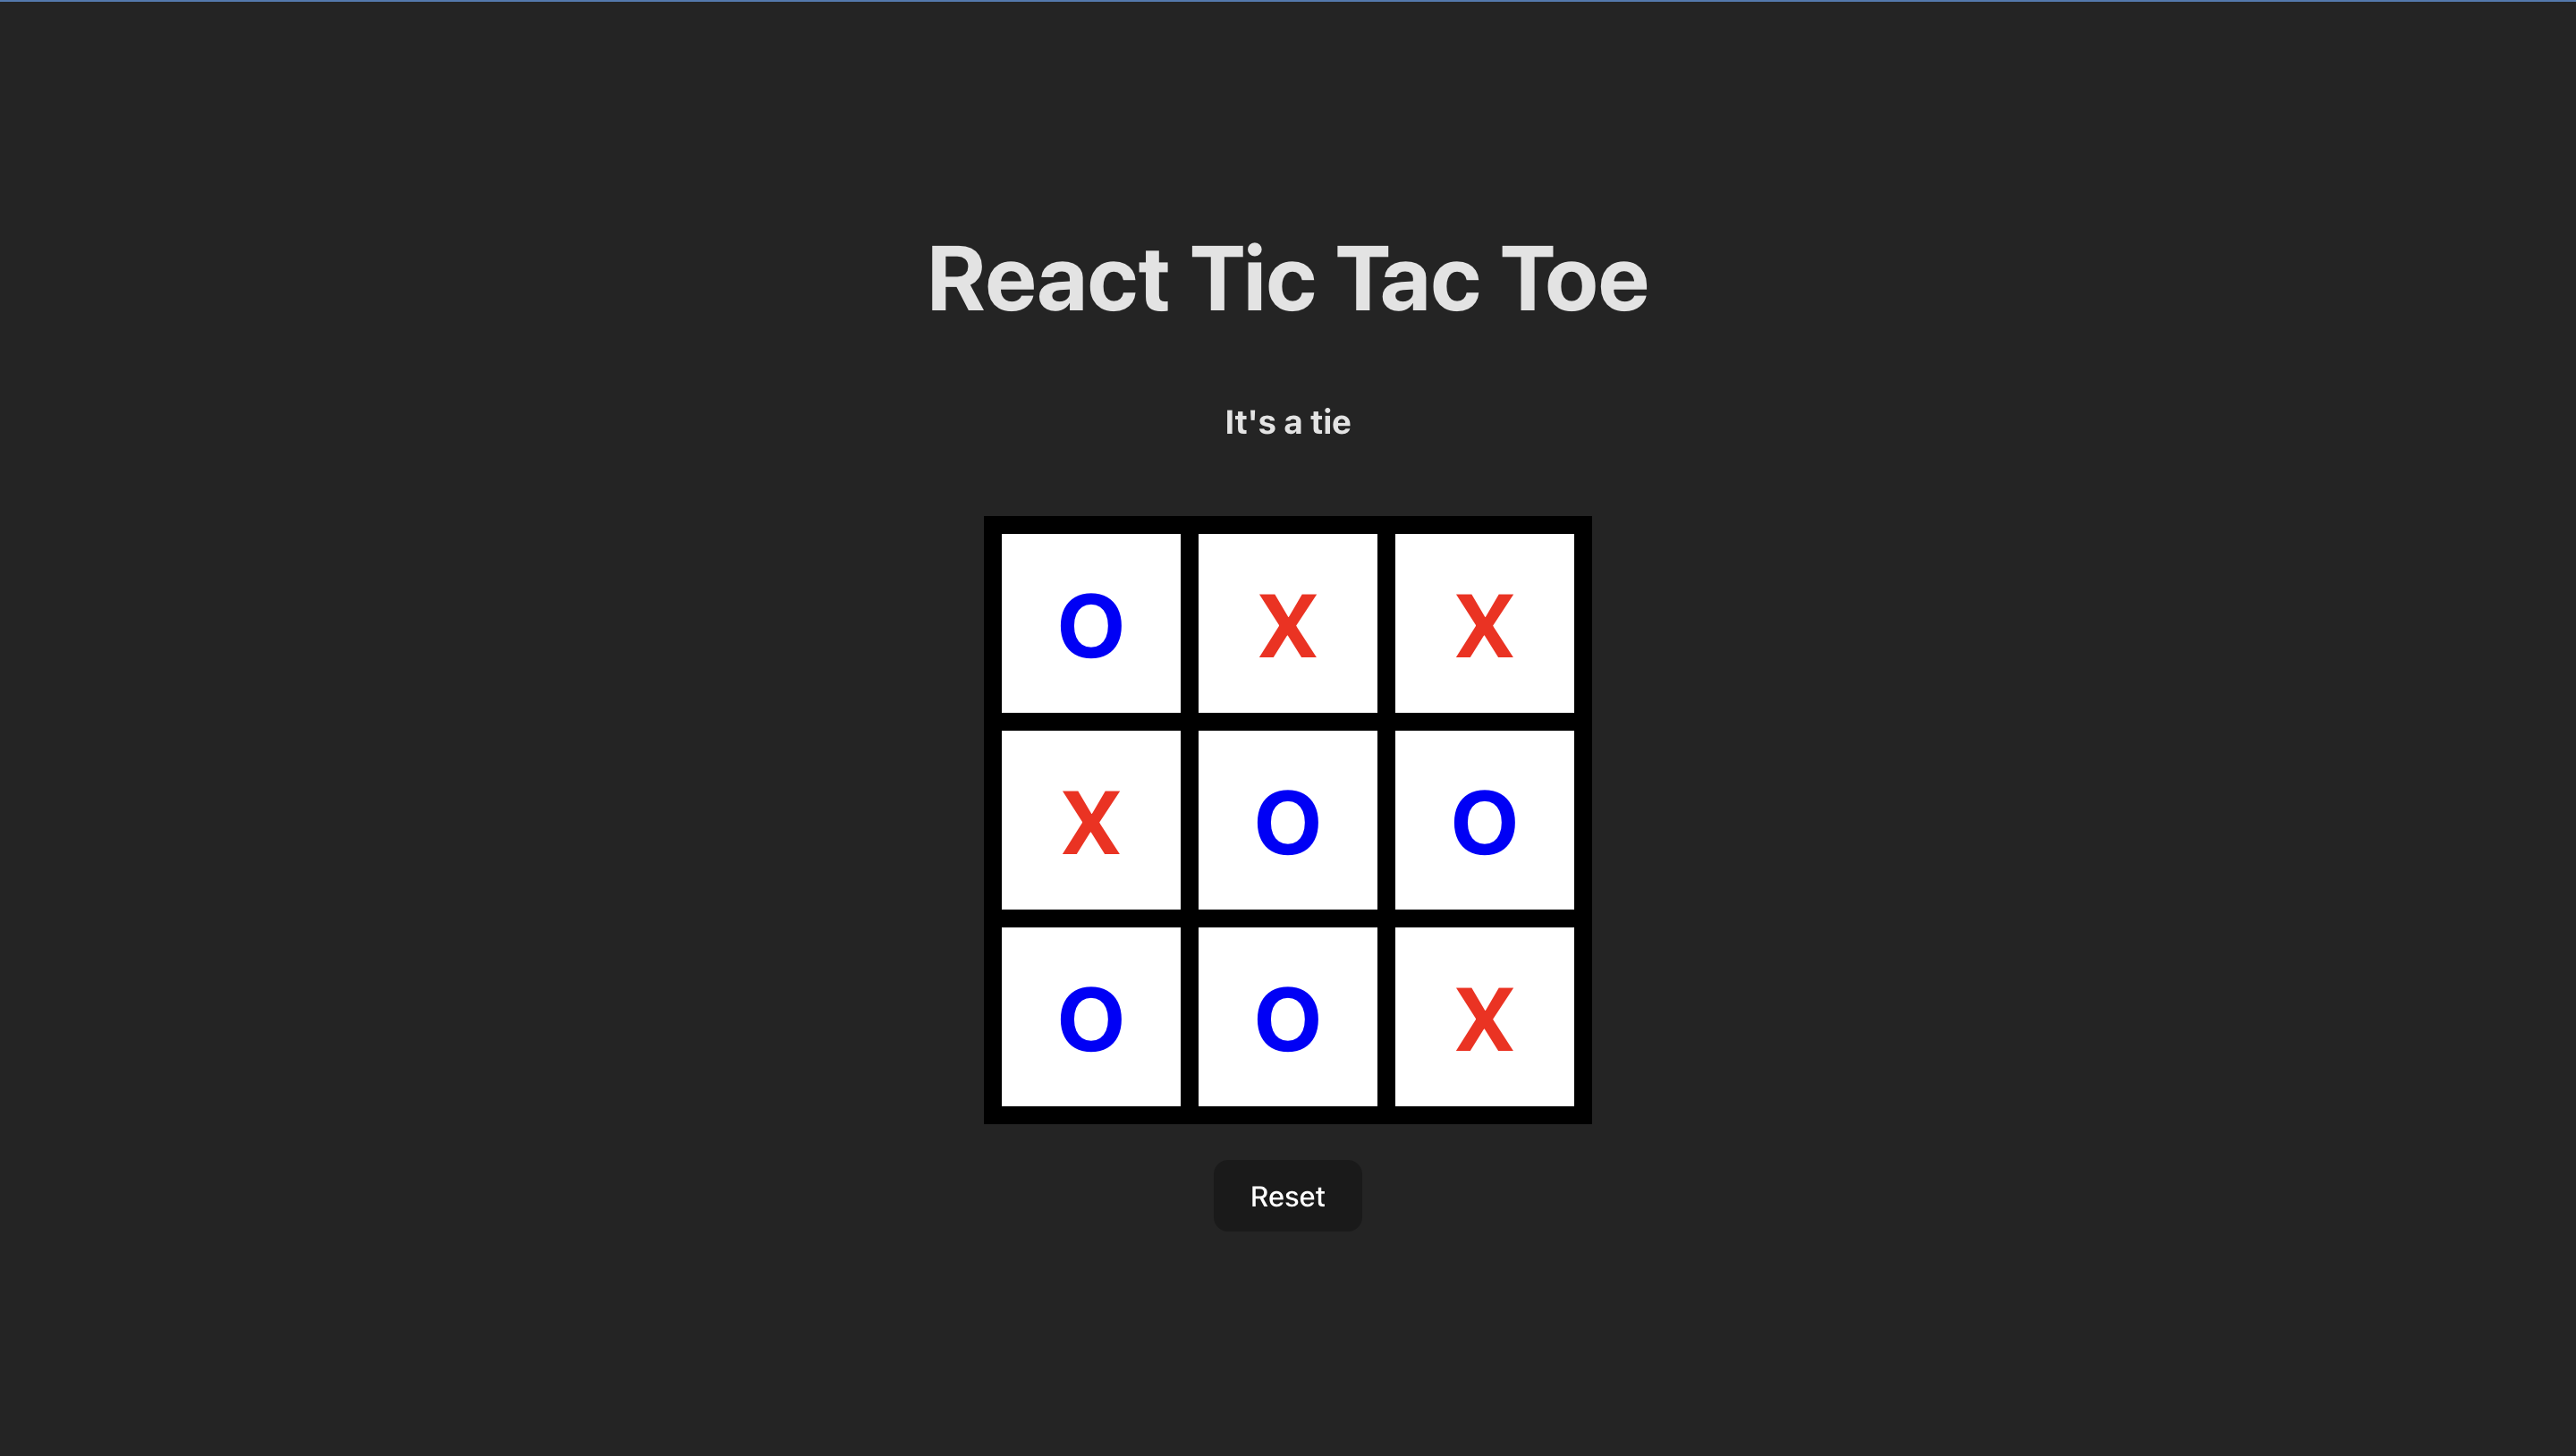 React Tic Tac Toe
It's a tie
O X X
X O O
O O X
Reset